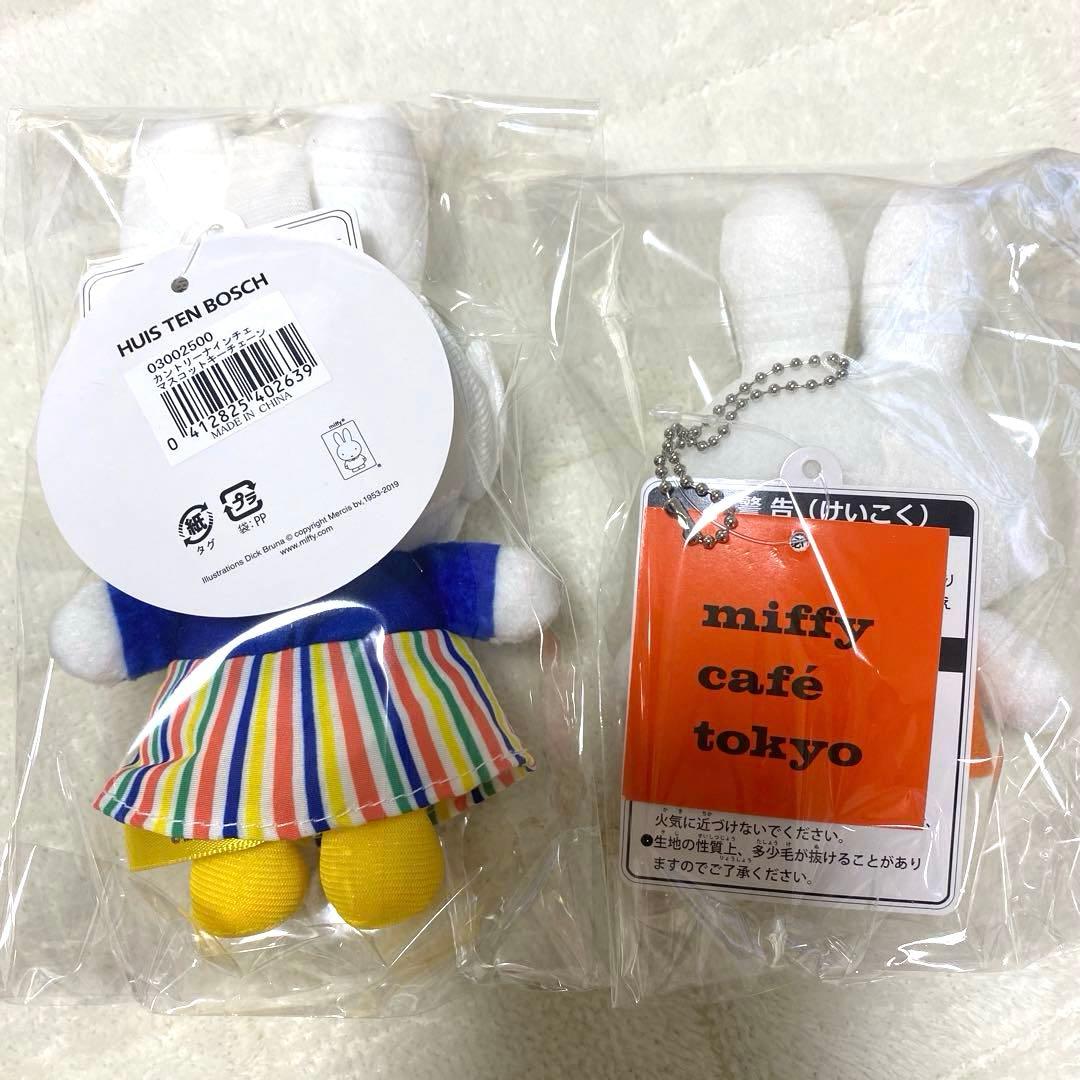 HUIS TEN BOSCH
03002500
カントリーナインチェ
マスコットキーチェーン
0 412825 402639
MADE IN CHINA
miffy®
紙
タグ
プラ
袋:PP
Illustrations Dick Bruna © copyright Mercis bv,1953-2019
www.miffy.com
警告(けいこく)
り
え
miffy
café
tokyo
火気に近づけないでください。
●生地の性質上、多少毛が抜けることがあり
ますのでご了承ください。